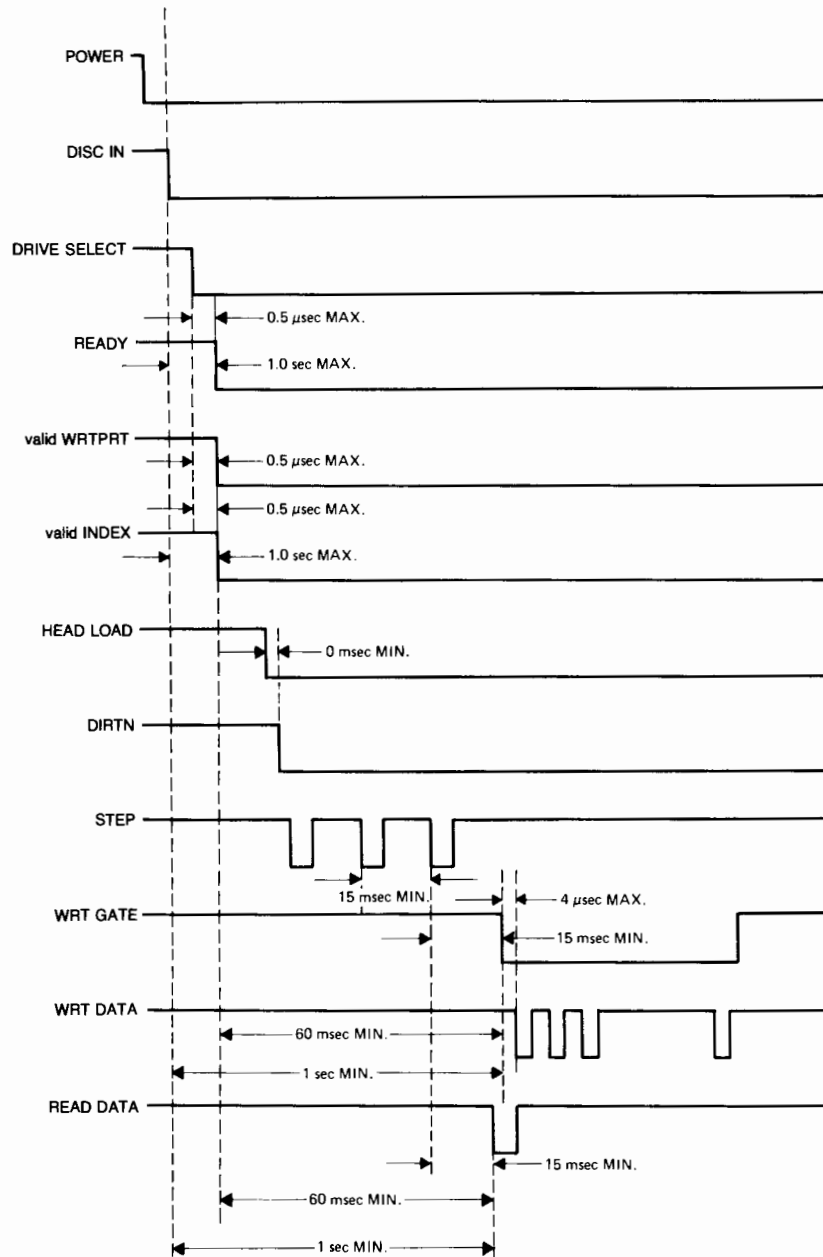 POWER
DISC IN
DRIVE SELECT
0.5 μsec MAX.
READY
1.0 sec MAX.
valid WRTPRT
0.5 μsec MAX.
0.5 μsec MAX.
valid INDEX
1.0 sec MAX.
HEAD LOAD
0 msec MIN.
DIRTN
STEP
15 msec MIN.
4 μsec MAX.
WRT GATE
15 msec MIN.
WRT DATA
60 msec MIN.
1 sec MIN.
READ DATA
15 msec MIN.
60 msec MIN.
1 sec MIN.